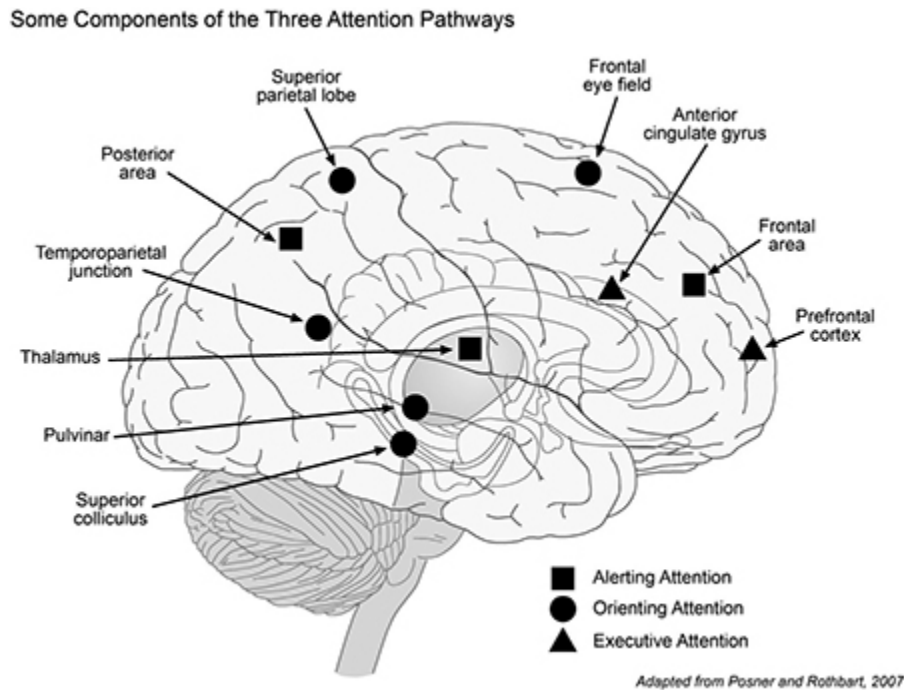 Some Components of the Three Attention Pathways
Superior
parietal lobe
Frontal
eye field
Anterior
cingulate gyrus
Posterior
area
Frontal
area
Temporoparietal
junction
Prefrontal
cortex
Thalamus
Pulvinar
Superior
colliculus
Alerting Attention
Orienting Attention
Executive Attention
Adapted from Posner and Rothbart, 2007